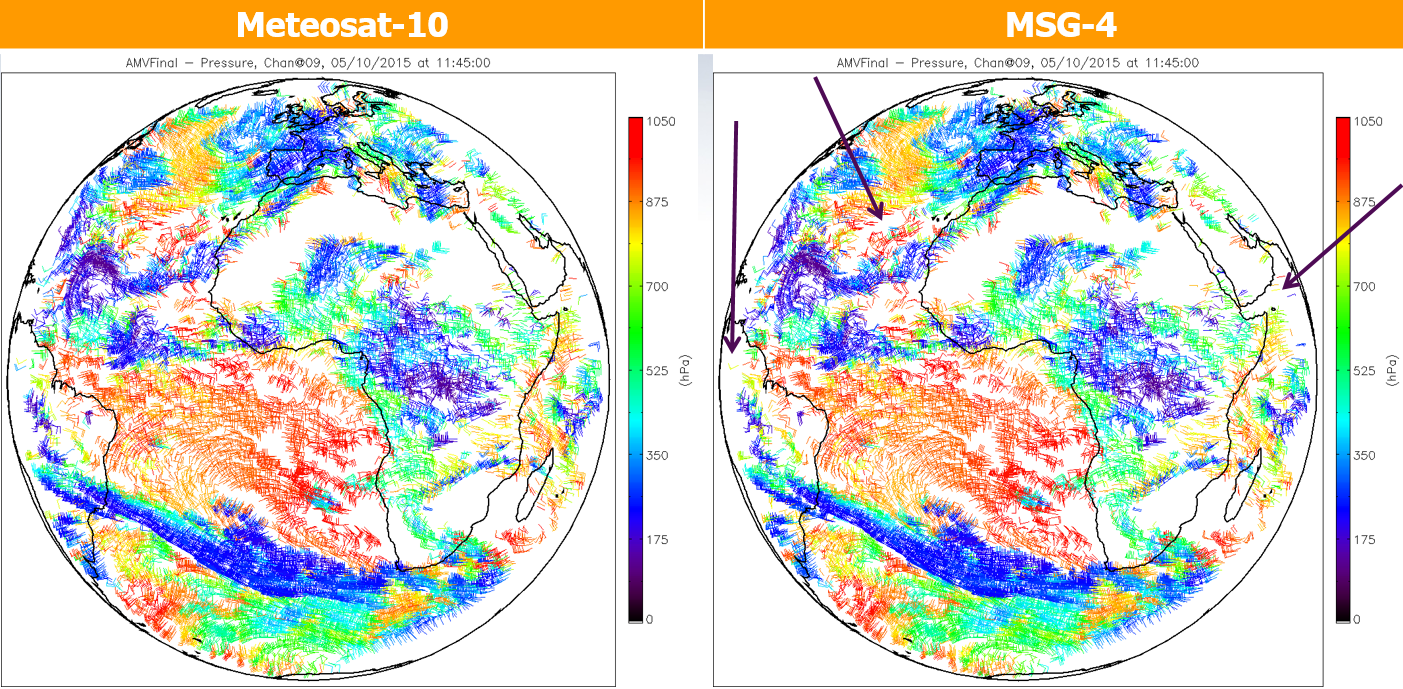 Meteosat-10
MSG-4
AMVFinal – Pressure, Chan@09, 05/10/2015 at 11:45:00
AMVFinal – Pressure, Chan@09, 05/10/2015 at 11:45:00
1050
875
700
525
350
175
0
(hPa)
1050
875
700
525
350
175
0
(hPa)